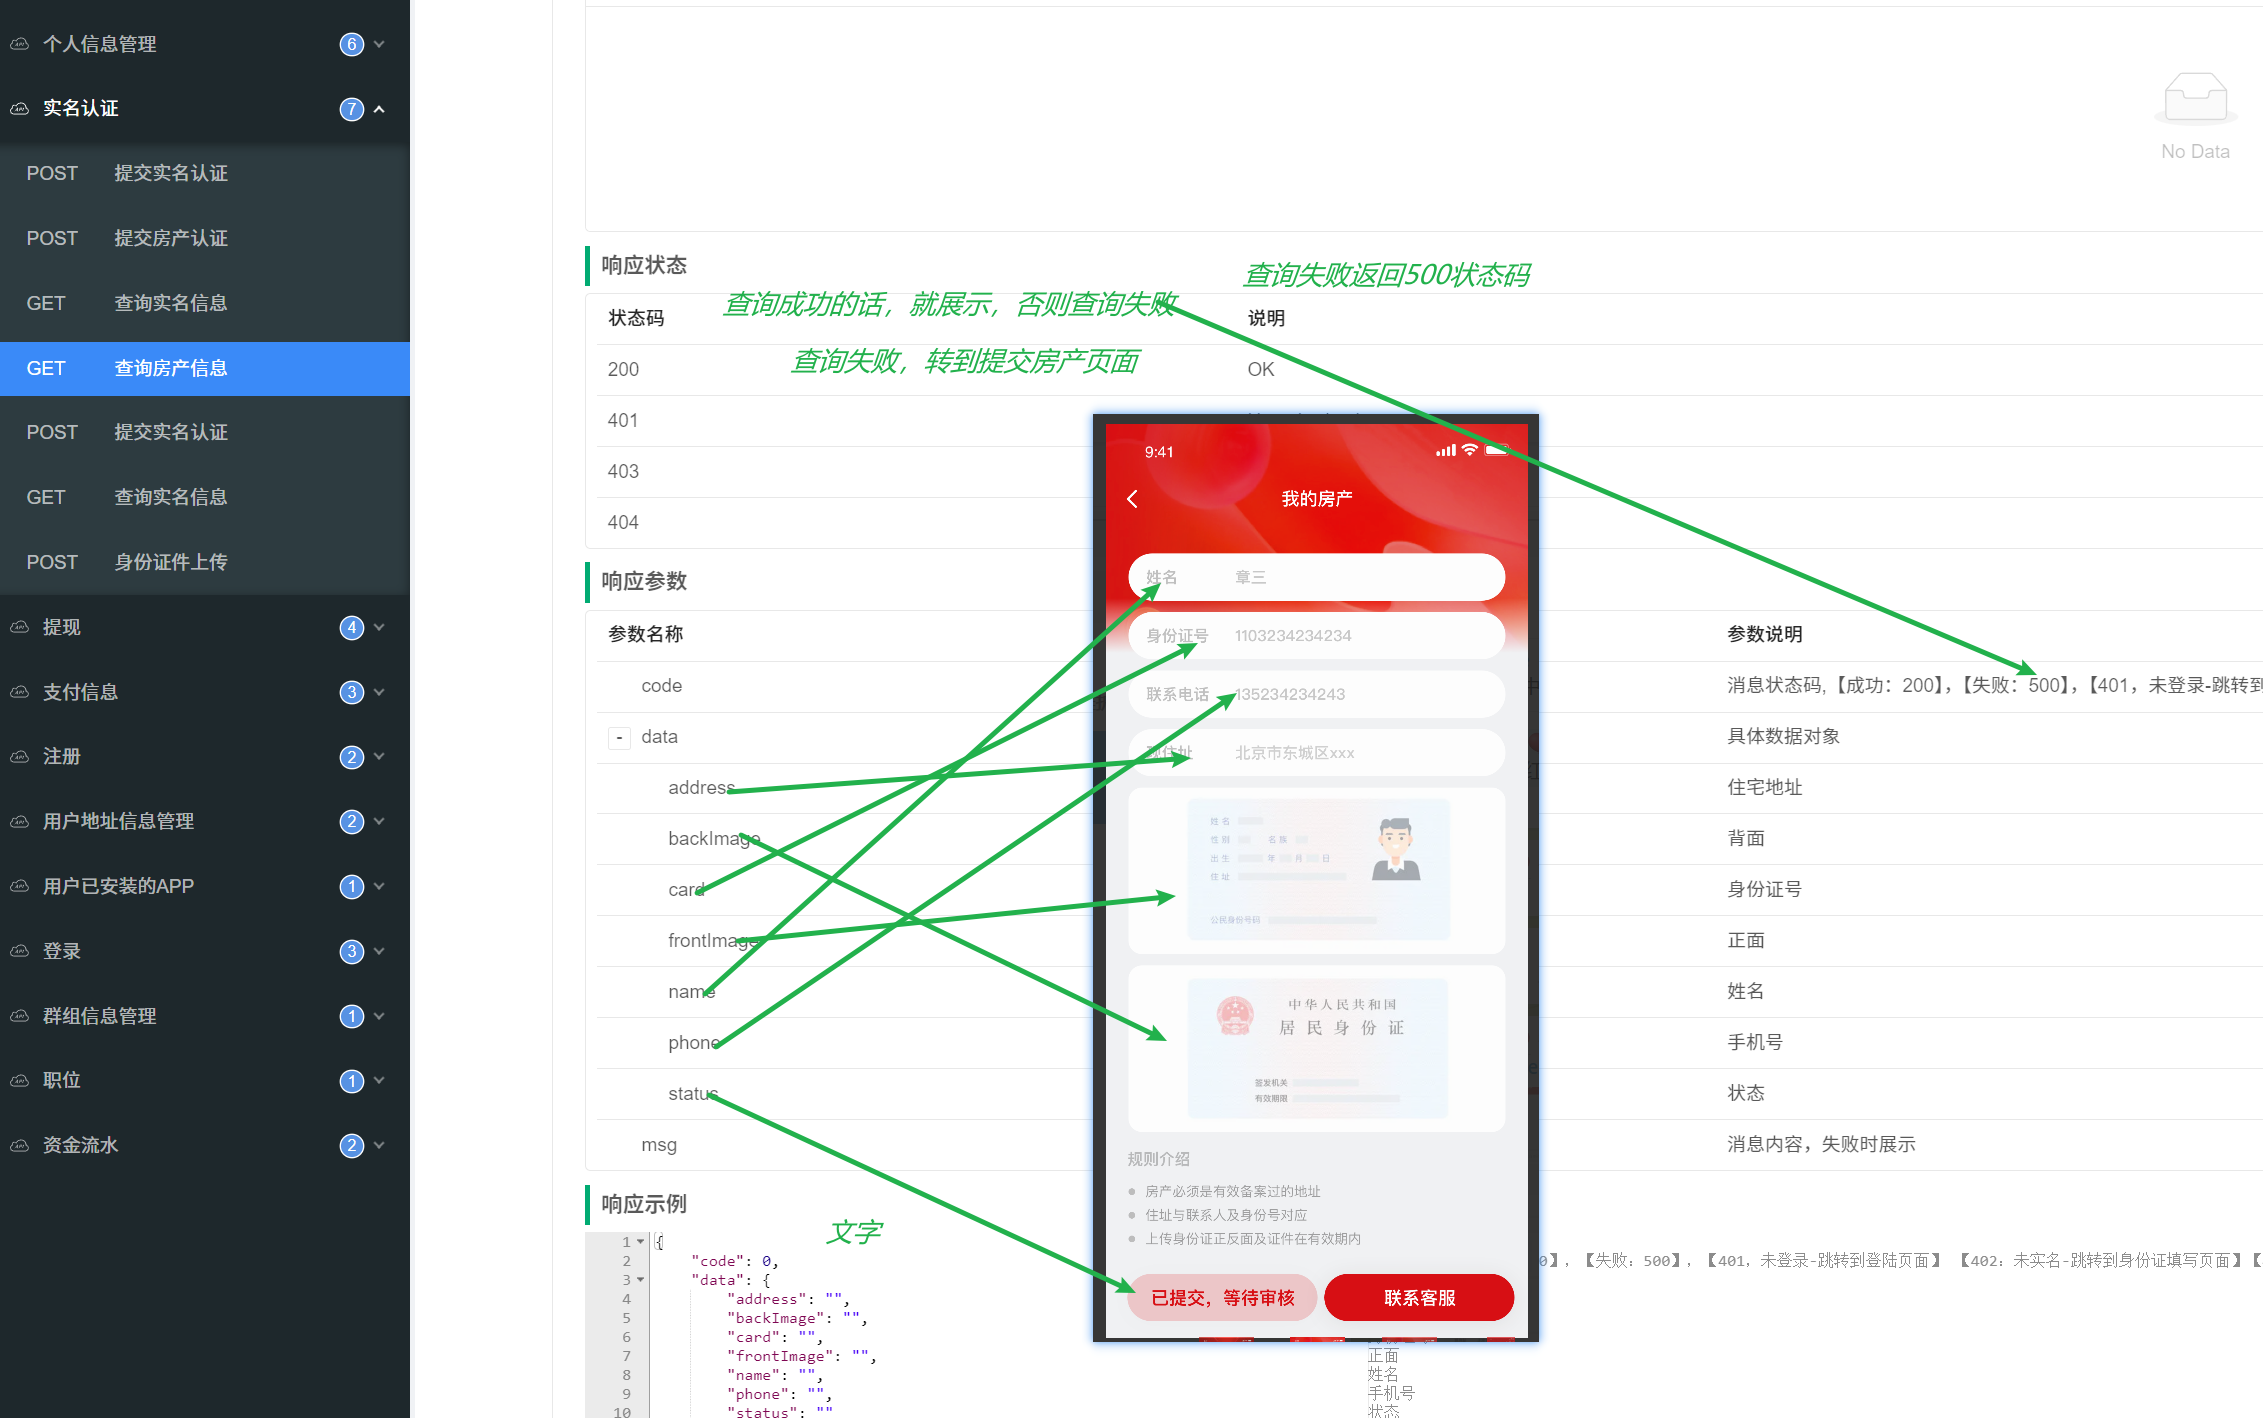 个人信息管理 6
实名认证 7
POST 提交实名认证
POST 提交房产认证
GET 查询实名信息
GET 查询房产信息
POST 提交实名认证
GET 查询实名信息
POST 身份证件上传
提现 4
支付信息 3
注册 2
用户地址信息管理 2
用户已安装的APP 1
登录 3
群组信息管理 1
职位 1
资金流水 2
No Data
响应状态
查询失败返回500状态码
查询成功的话，就展示，否则查询失败
状态码 说明
查询失败，转到提交房产页面
200 OK
401
403
404
响应参数
参数名称 参数说明
code 消息状态码,【成功：200】，【失败：500】，【401，未登录-跳转到
- data 具体数据对象
address 住宅地址
backImage 背面
card 身份证号
frontImage 正面
name 姓名
phone 手机号
status 状态
msg 消息内容，失败时展示
9:41
我的房产
姓名 章三
身份证号 1103234234234
联系电话 135234234243
现住址 北京市东城区xxx
姓 名
性 别 名 族
出 生 年 月 日
住 址
公民身份号码
中华人民共和国
居 民 身 份 证
签发机关
有效期限
规则介绍
房产必须是有效备案过的地址
住址与联系人及身份号对应
上传身份证正反面及证件在有效期内
已提交，等待审核 联系客服
响应示例
文字
1 {
2 "code": 0, 0】，【失败：500】，【401，未登录-跳转到登陆页面】 【402：未实名-跳转到身份证填写页面】【
3 "data": {
4 "address": "",
5 "backImage": "",
6 "card": "",
7 "frontImage": "", 正面
8 "name": "", 姓名
9 "phone": "", 手机号
10 "status": "" 状态